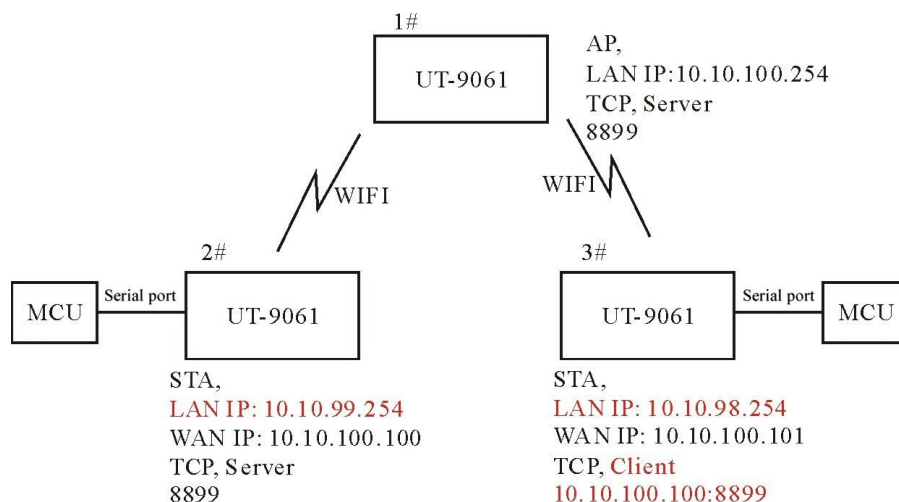 1#
UT-9061
AP,
LAN IP:10.10.100.254
TCP, Server
8899
WIFI
WIFI
2#
3#
MCU
Serial port
UT-9061
UT-9061
Serial port
MCU
STA,
LAN IP: 10.10.99.254
WAN IP: 10.10.100.100
TCP, Server
8899
STA,
LAN IP: 10.10.98.254
WAN IP: 10.10.100.101
TCP, Client
10.10.100.100:8899